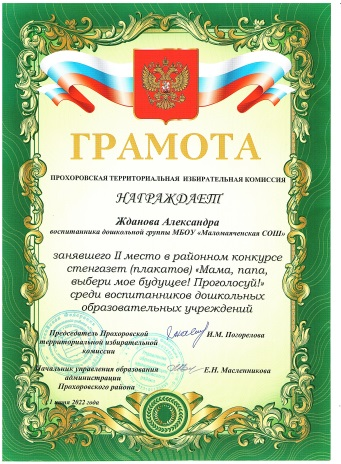 ГРАМОТА
ПРОХОРОВСКАЯ ТЕРРИТОРИАЛЬНАЯ ИЗБИРАТЕЛЬНАЯ КОМИССИЯ
НАГРАЖДАЕТ
Жданова Александра
воспитанника дошкольной группы МБОУ «Маломаяченская СОШ»
занявшего II место в районном конкурсе
стенгазет (плакатов) «Мама, папа,
выбери мое будущее! Проголосуй!»
среди воспитанников дошкольных
образовательных учреждений
Председатель Прохоровской
территориальной избирательной
комиссии
И.М. Погорелова
Начальник управления образования
администрации
Прохоровского района
Е.Н. Масленникова
1 июня 2022 года